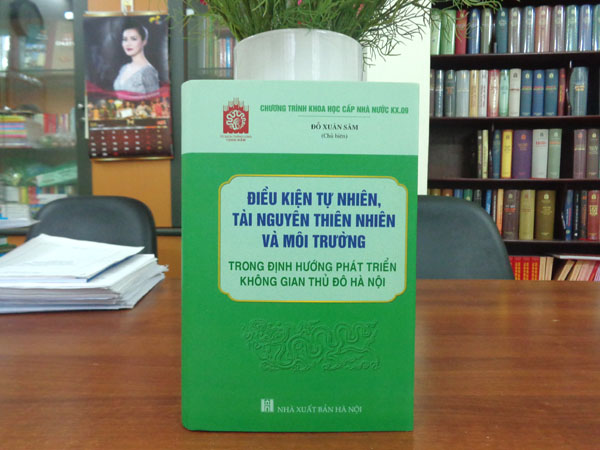 CHƯƠNG TRÌNH KHOA HỌC CẤP NHÀ NƯỚC KX.09
ĐỖ XUÂN SÂM
(Chủ biên)
ĐIỀU KIỆN TỰ NHIÊN,
TÀI NGUYÊN THIÊN NHIÊN
VÀ MÔI TRƯỜNG
TRONG ĐỊNH HƯỚNG PHÁT TRIỂN
KHÔNG GIAN THỦ ĐÔ HÀ NỘI
NHÀ XUẤT BẢN HÀ NỘI